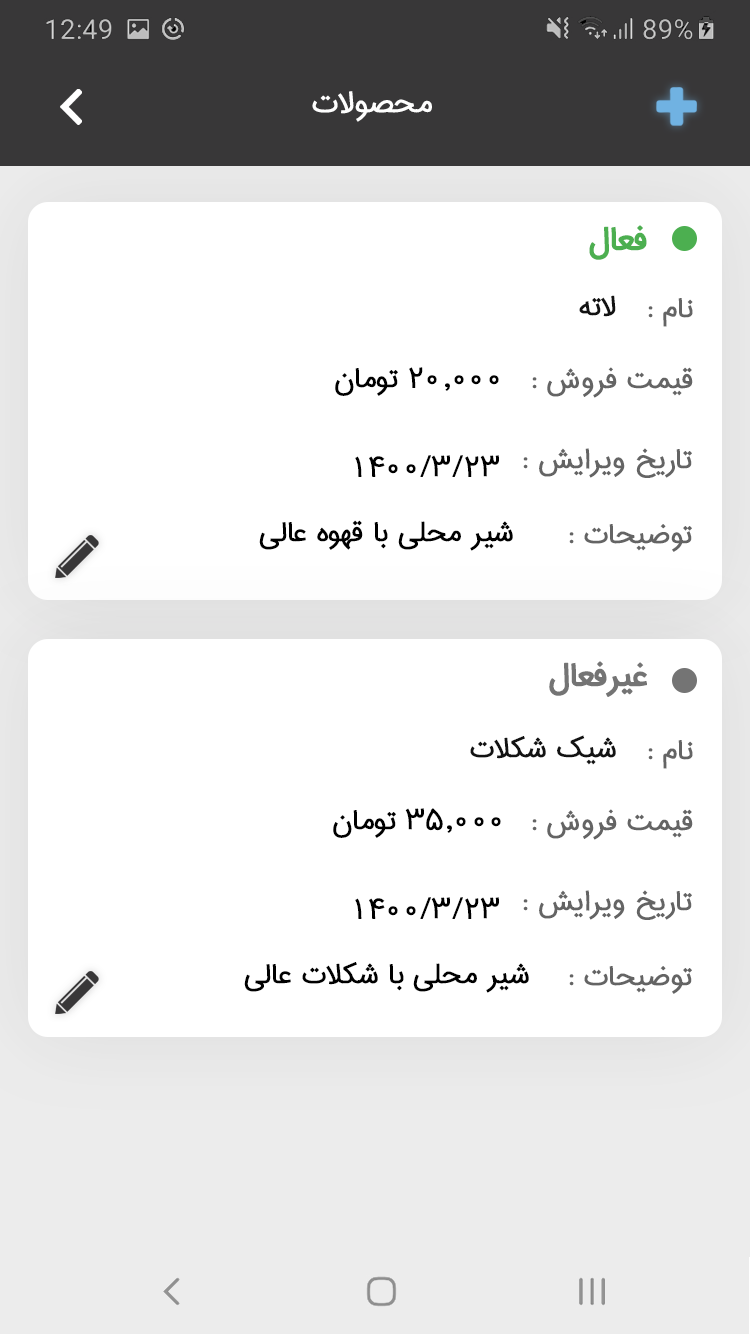 12:49 89%
محصولات
فعال
نام : لاته
قیمت فروش : ۲۰,۰۰۰ تومان
تاریخ ویرایش : ۱۴۰۰/۳/۲۳
توضیحات : شیر محلی با قهوه عالی
غیرفعال
نام : شیک شکلات
قیمت فروش : ۳۵,۰۰۰ تومان
تاریخ ویرایش : ۱۴۰۰/۳/۲۳
توضیحات : شیر محلی با شکلات عالی